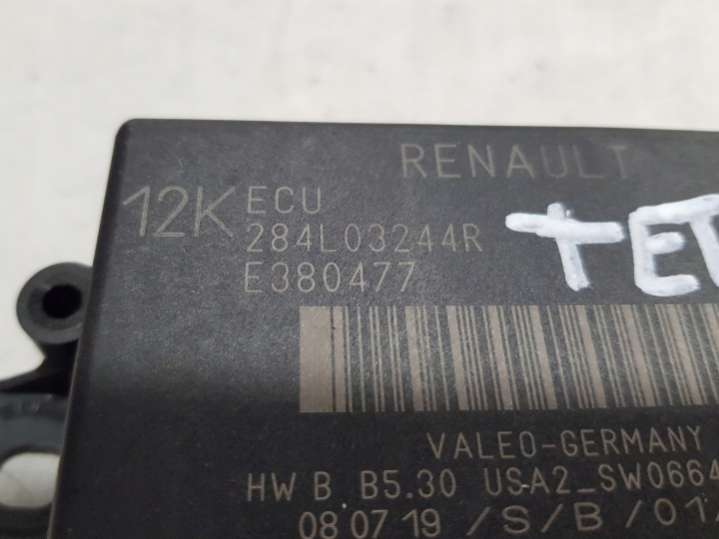 RENAULT
12K ECU
284L03244R
E380477
VALEO-GERMANY
HW B B5.30 USA2_SW0664
08 07 19 /S/B/01/